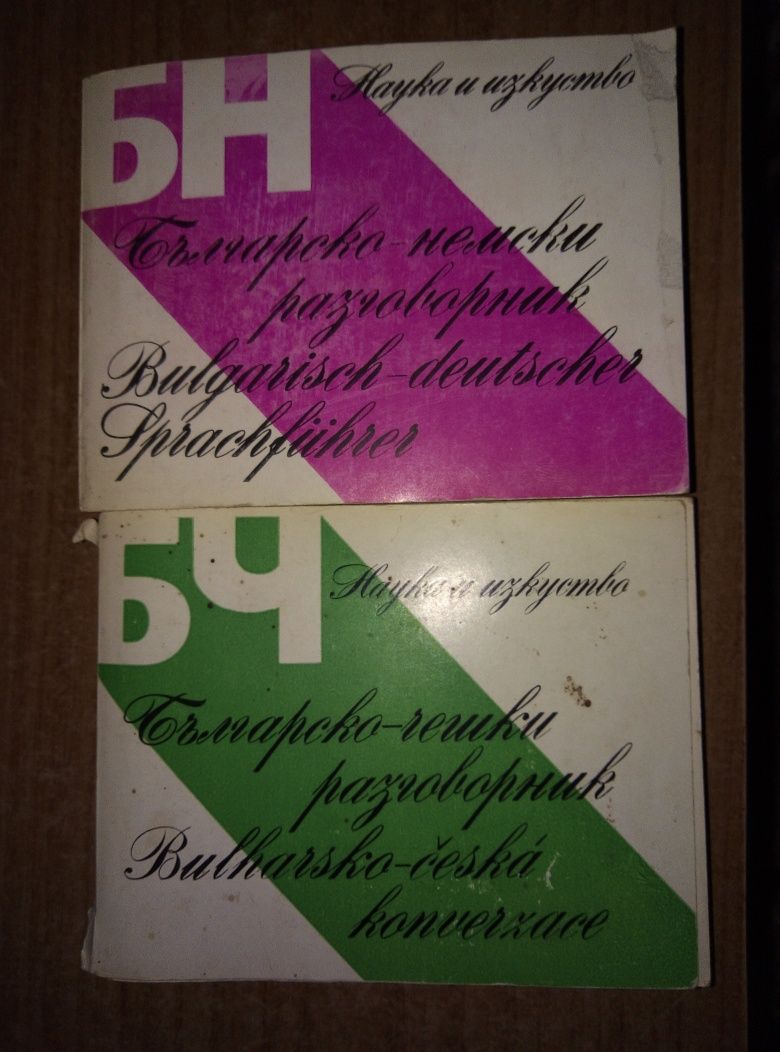 БН
Наука и изкуство
Българско-немски
разговорник
Bulgarisch-deutscher
Sprachführer
БЧ
Наука и изкуство
Българско-чешки
разговорник
Bulharsko-česká
konverzace